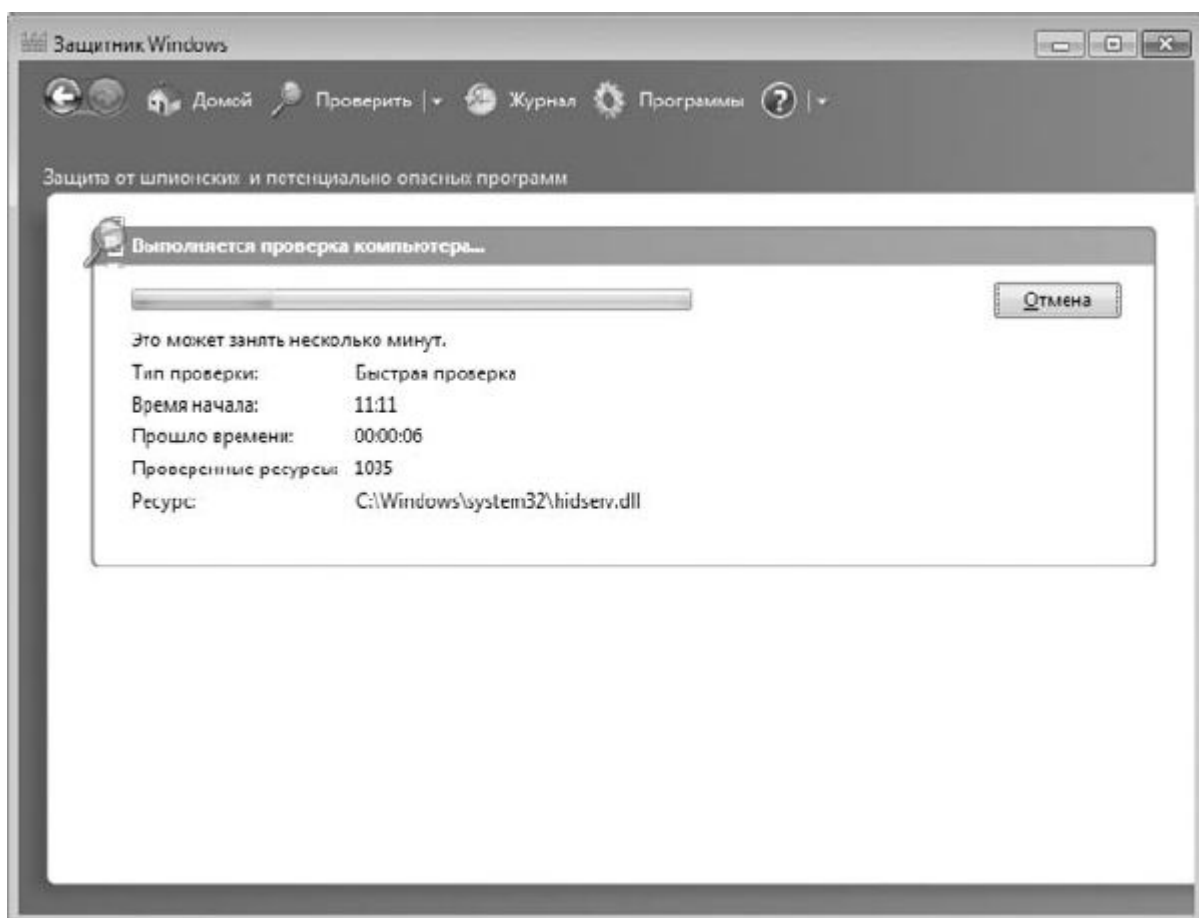 Защитник Windows
Домой Проверить Журнал Программы ?
Защита от шпионских и потенциально опасных программ
Выполняется проверка компьютера...
Отмена
Это может занять несколько минут.
Тип проверки: Быстрая проверка
Время начала: 11:11
Прошло времени: 00:00:06
Проверенные ресурсы: 1035
Ресурс: C:\Windows\system32\hidserv.dll